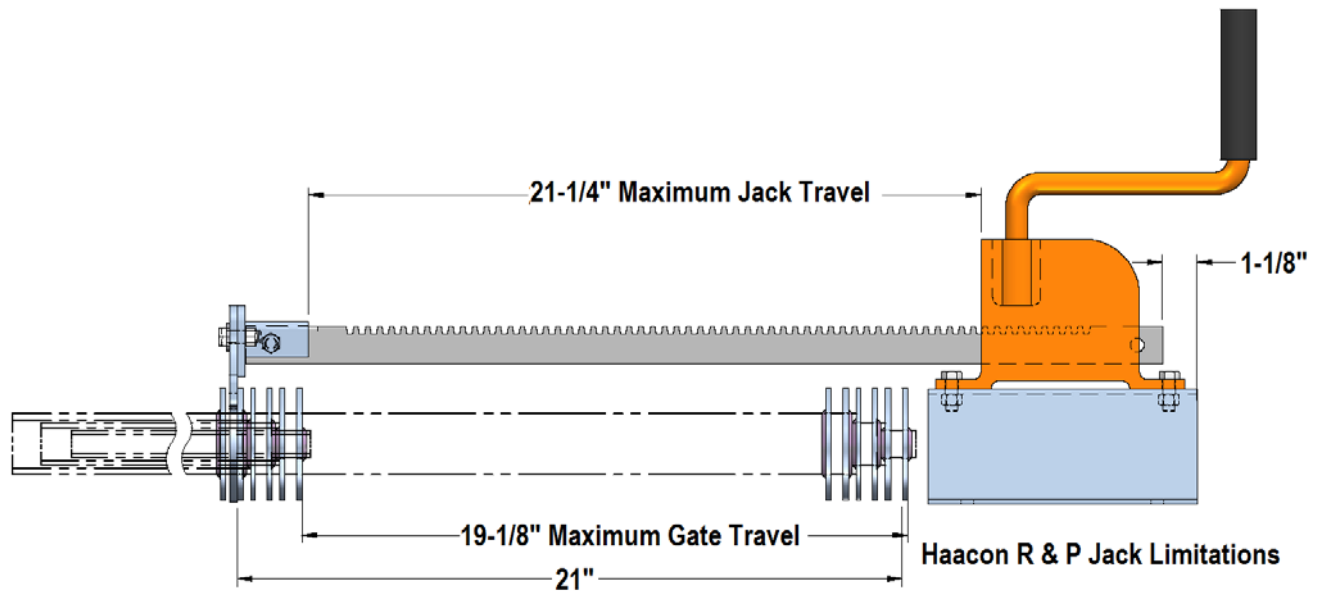 21-1/4" Maximum Jack Travel
1-1/8"
19-1/8" Maximum Gate Travel
Haacon R & P Jack Limitations
21"